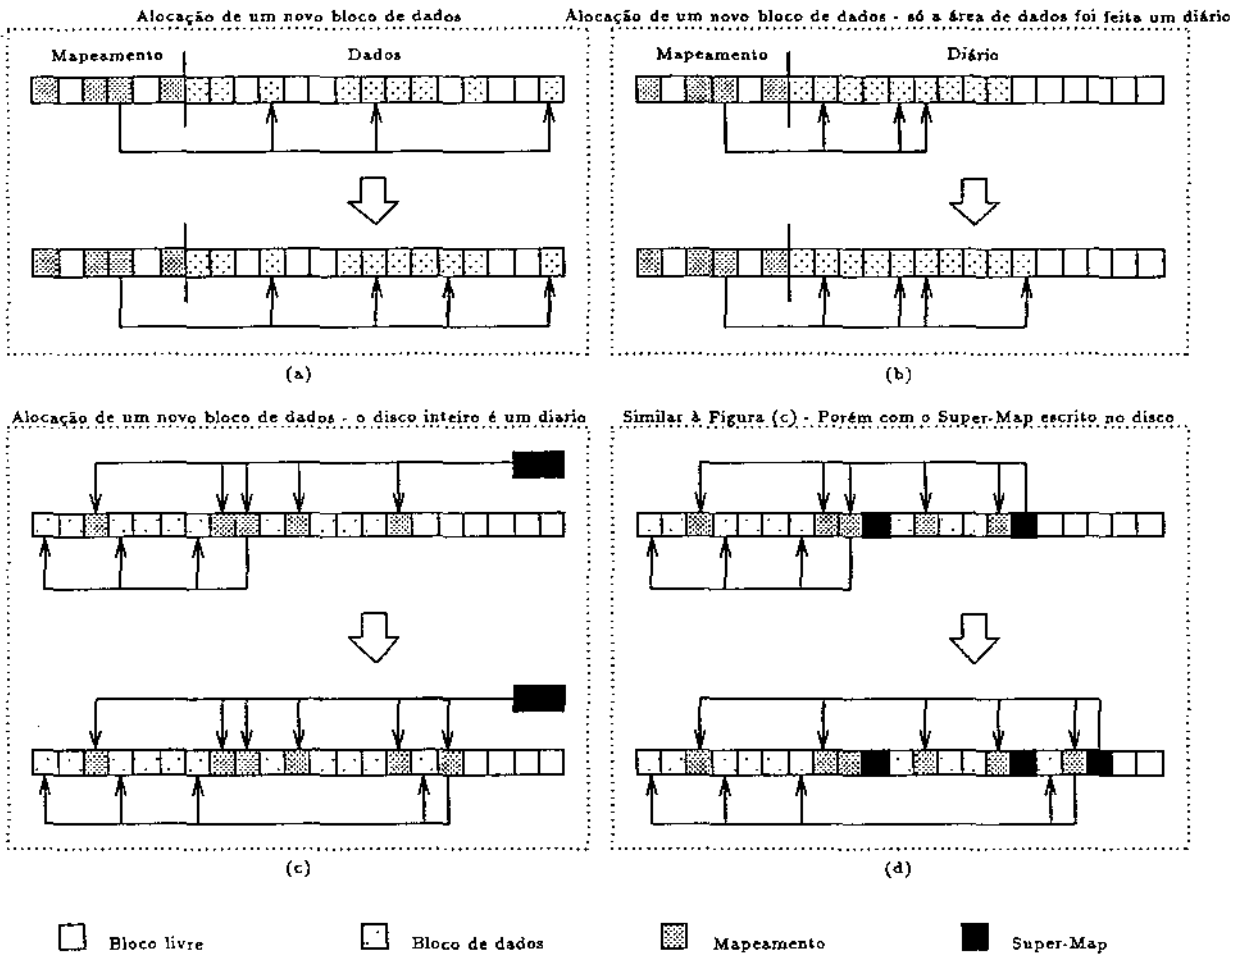 Alocação de um novo bloco de dados
Mapeamento Dados
(a)
Alocação de um novo bloco de dados - só a área de dados foi feita um diário
Mapeamento Diário
(b)
Alocação de um novo bloco de dados - o disco inteiro é um diario
(c)
Similar à Figura (c) - Porém com o Super-Map escrito no disco
(d)
Bloco livre
Bloco de dados
Mapeamento
Super-Map